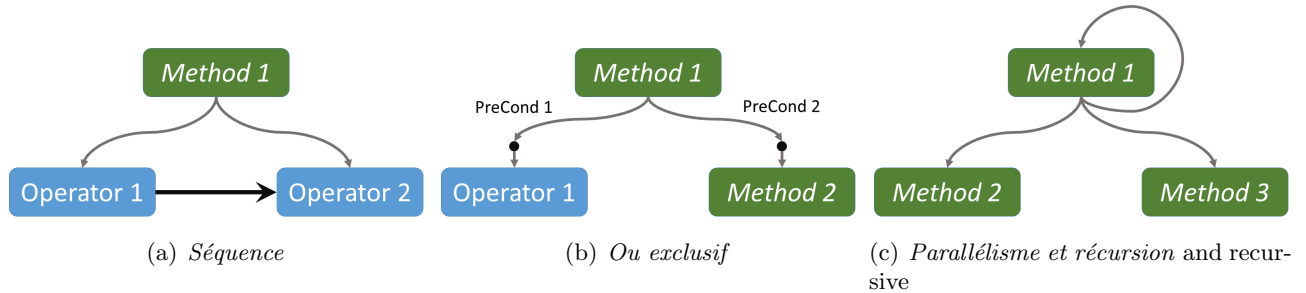 Method 1
PreCond 1
PreCond 2
Operator 1
Operator 2
(a) Séquence
Method 1
Operator 1
Method 2
(b) Ou exclusif
Method 1
Method 2
Method 3
(c) Parallélisme et récursion and recur-
sive